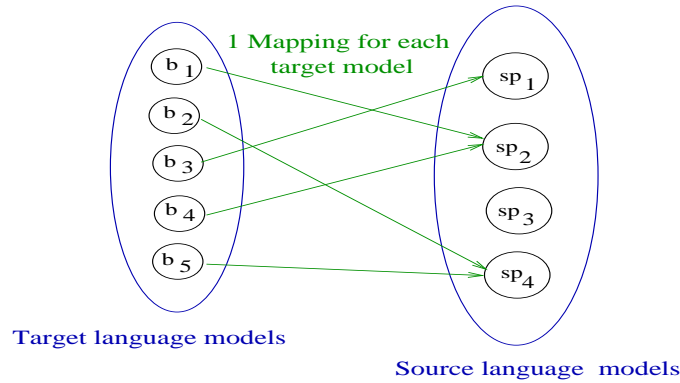 1 Mapping for each
target model
b 1
b 2
b 3
b 4
b 5
sp 1
sp 2
sp 3
sp 4
Target language models
Source language models